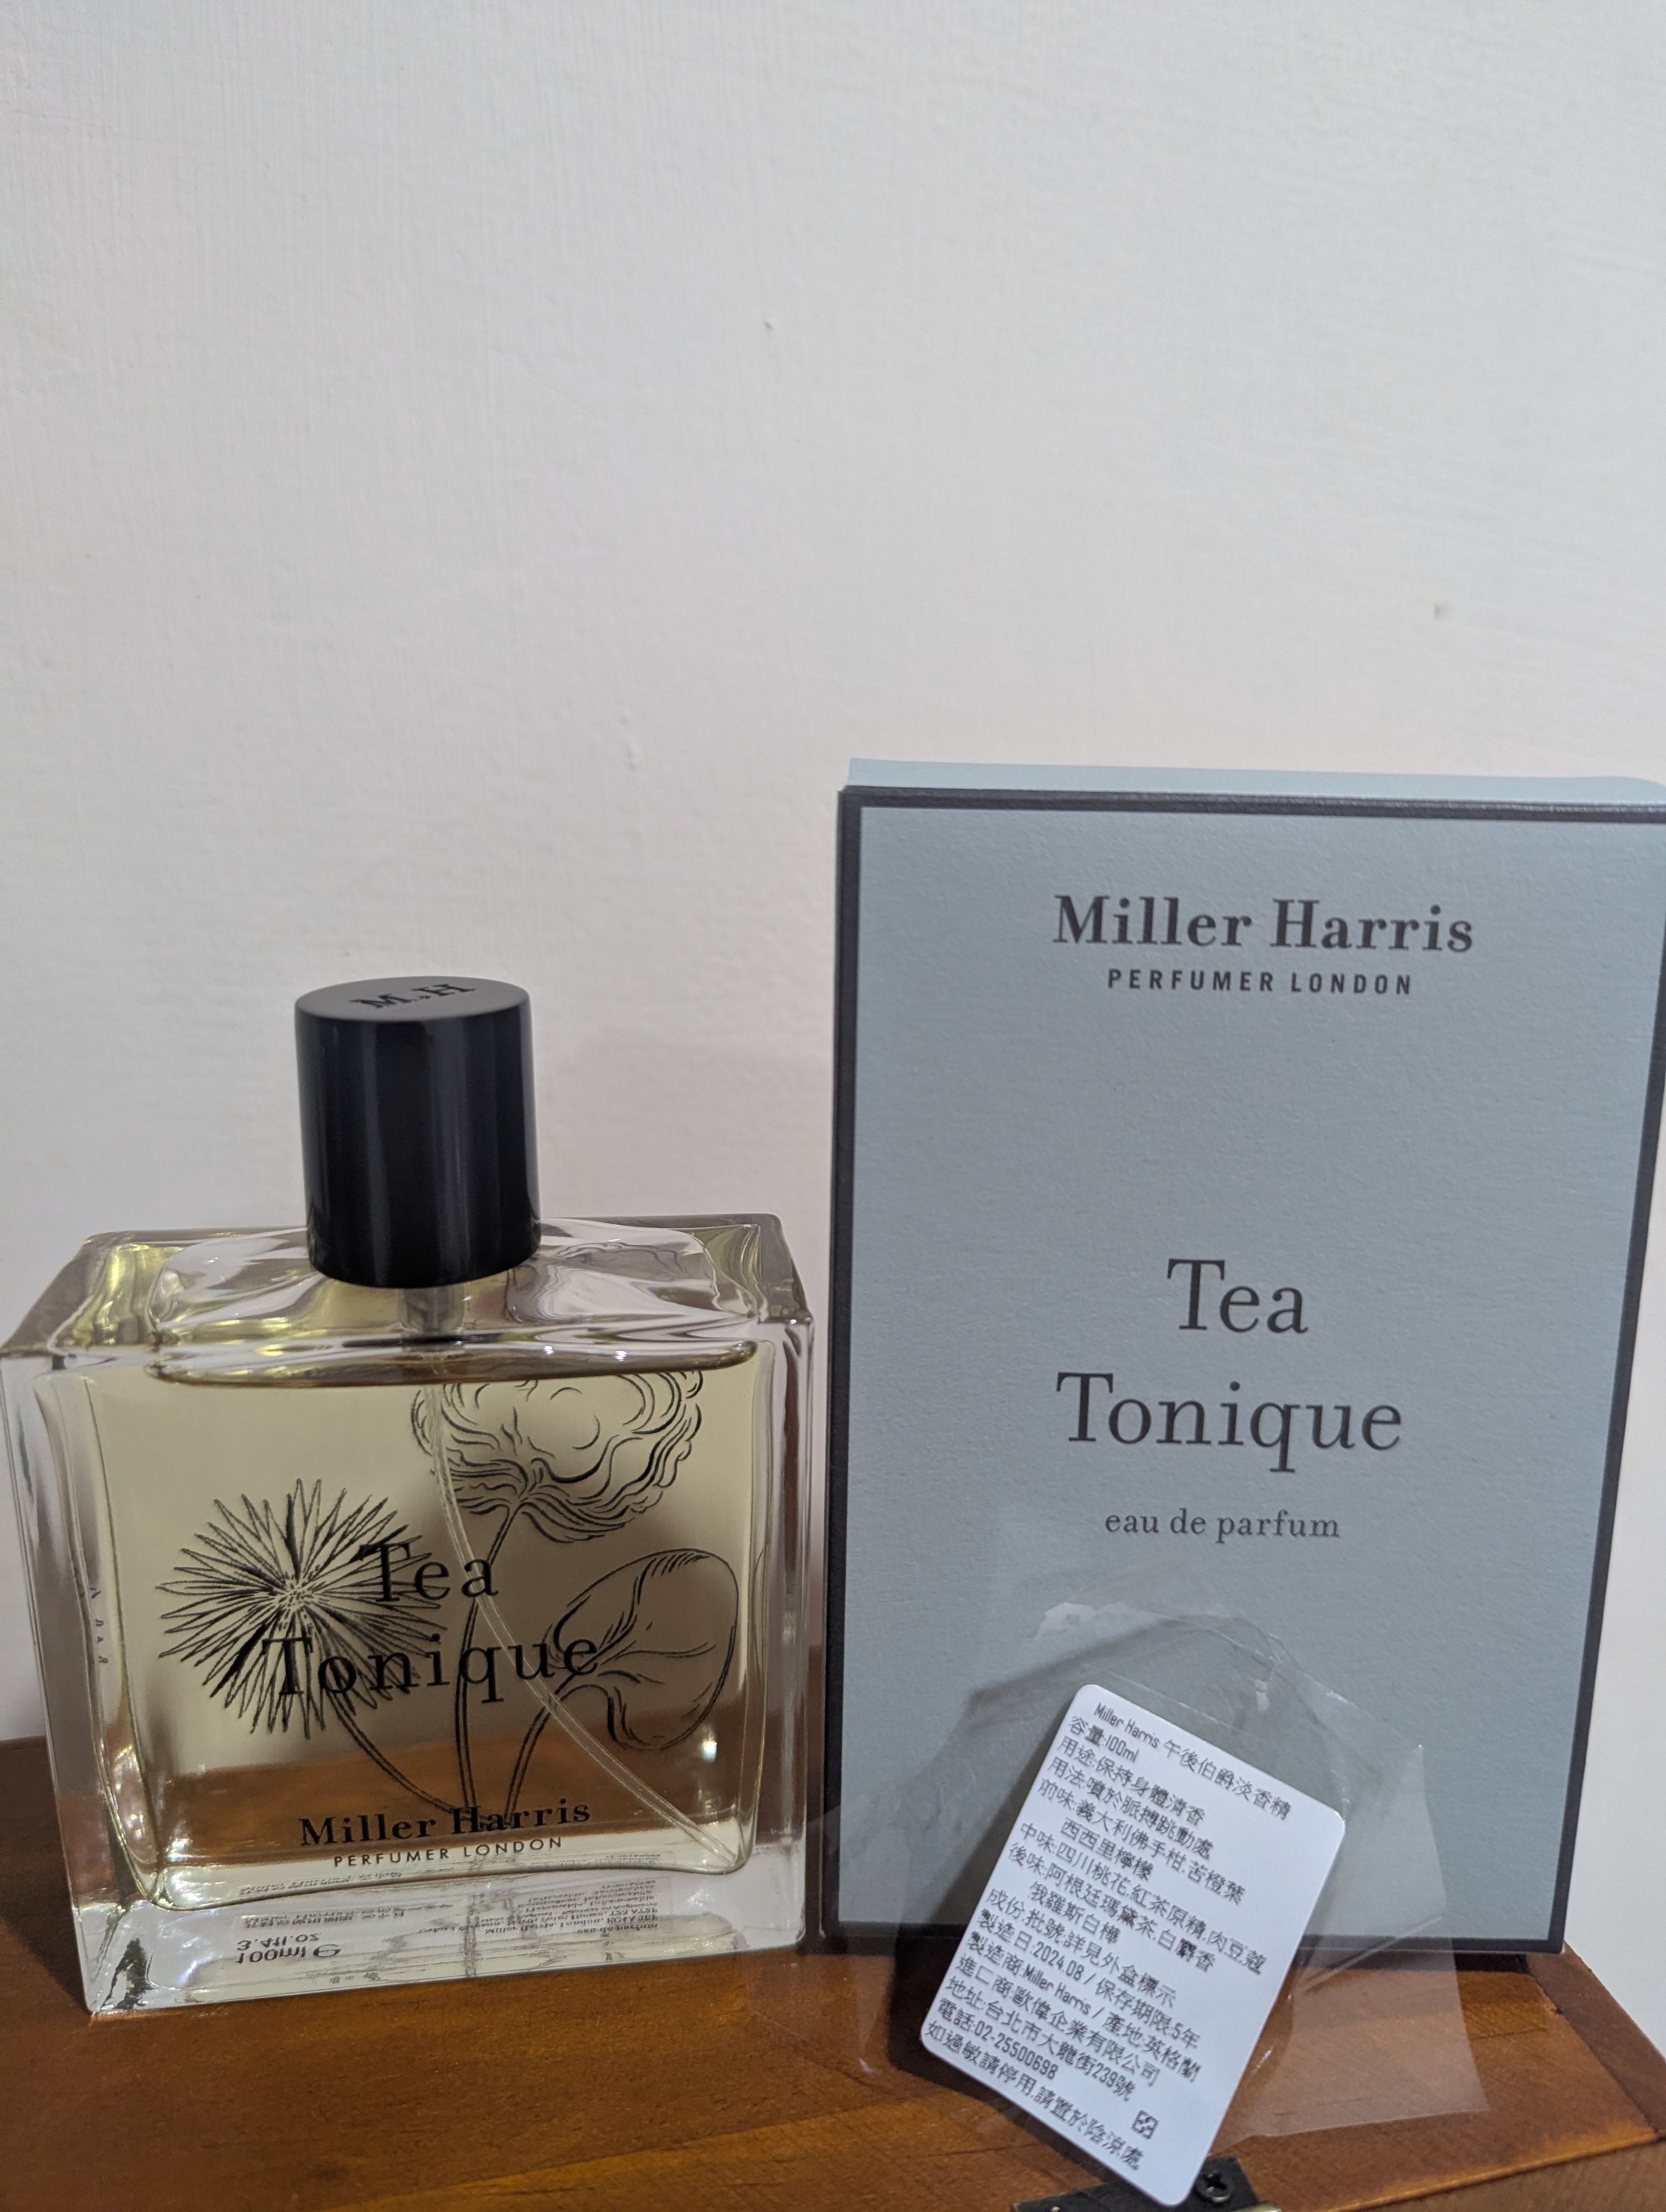 M.H
Tea
Tonique
Miller Harris
PERFUMER LONDON
3.4fl.oz
100ml e
Miller Harris
PERFUMER LONDON
Tea
Tonique
eau de parfum
Miller Harris 午後伯爵淡香精
容量:100ml
用途:保持身體清香
用法:噴於脈搏跳動處
前味:義大利佛手柑.苦橙葉
西西里檸檬
中味:四川桃花.紅茶原精.肉豆蔻
後味:阿根廷瑪黛茶.白麝香
俄羅斯白樺
成份.批號:詳見外盒標示
製造日:2024.08 / 保存期限:5年
製造商:Miller Harris / 產地:英格蘭
進口商:歐偉企業有限公司
地址:台北市大龍街239號
電話:02-25500698
如過敏請停用.請置於陰涼處